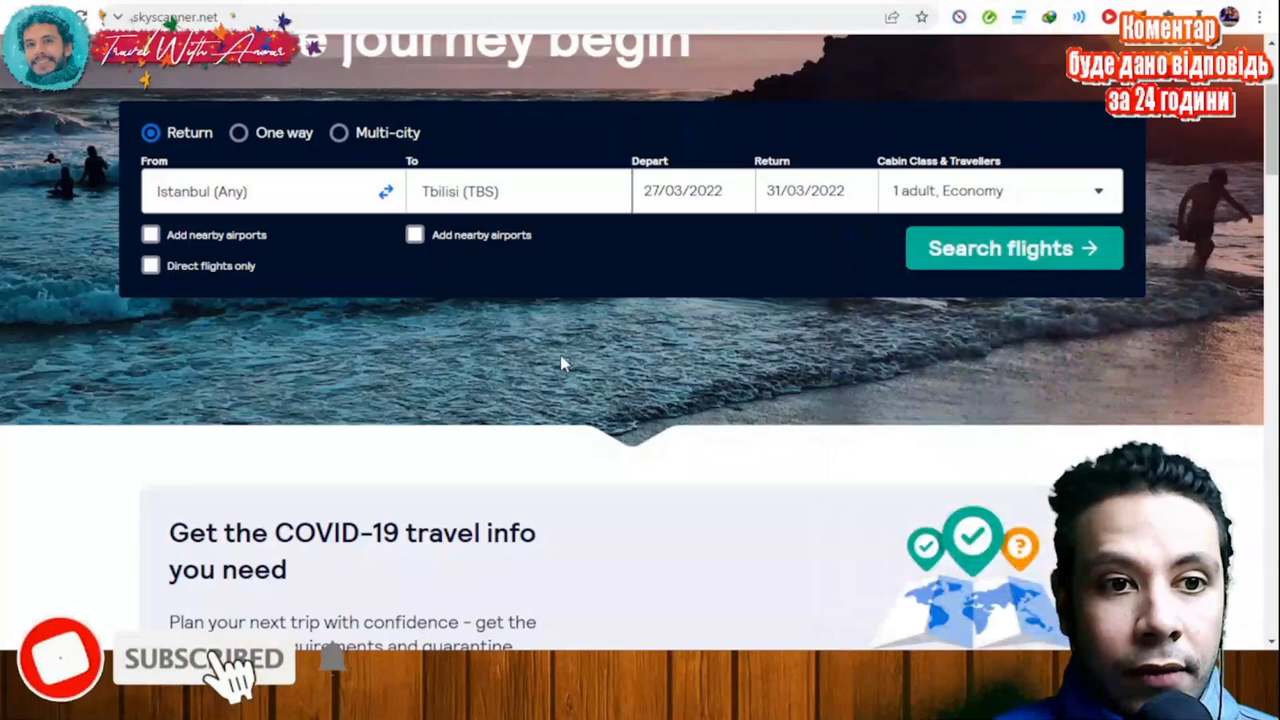 skyscanner.net
Travel With Anour
e journey begin
Коментар
буде дано відповідь
за 24 години
Return
One way
Multi-city
From
To
Depart
Return
Cabin Class & Travellers
Istanbul (Any)
Tbilisi (TBS)
27/03/2022
31/03/2022
1 adult, Economy
Add nearby airports
Add nearby airports
Direct flights only
Search flights
Get the COVID-19 travel info
you need
Plan your next trip with confidence - get the
and quarantine
SUBSCRIBED